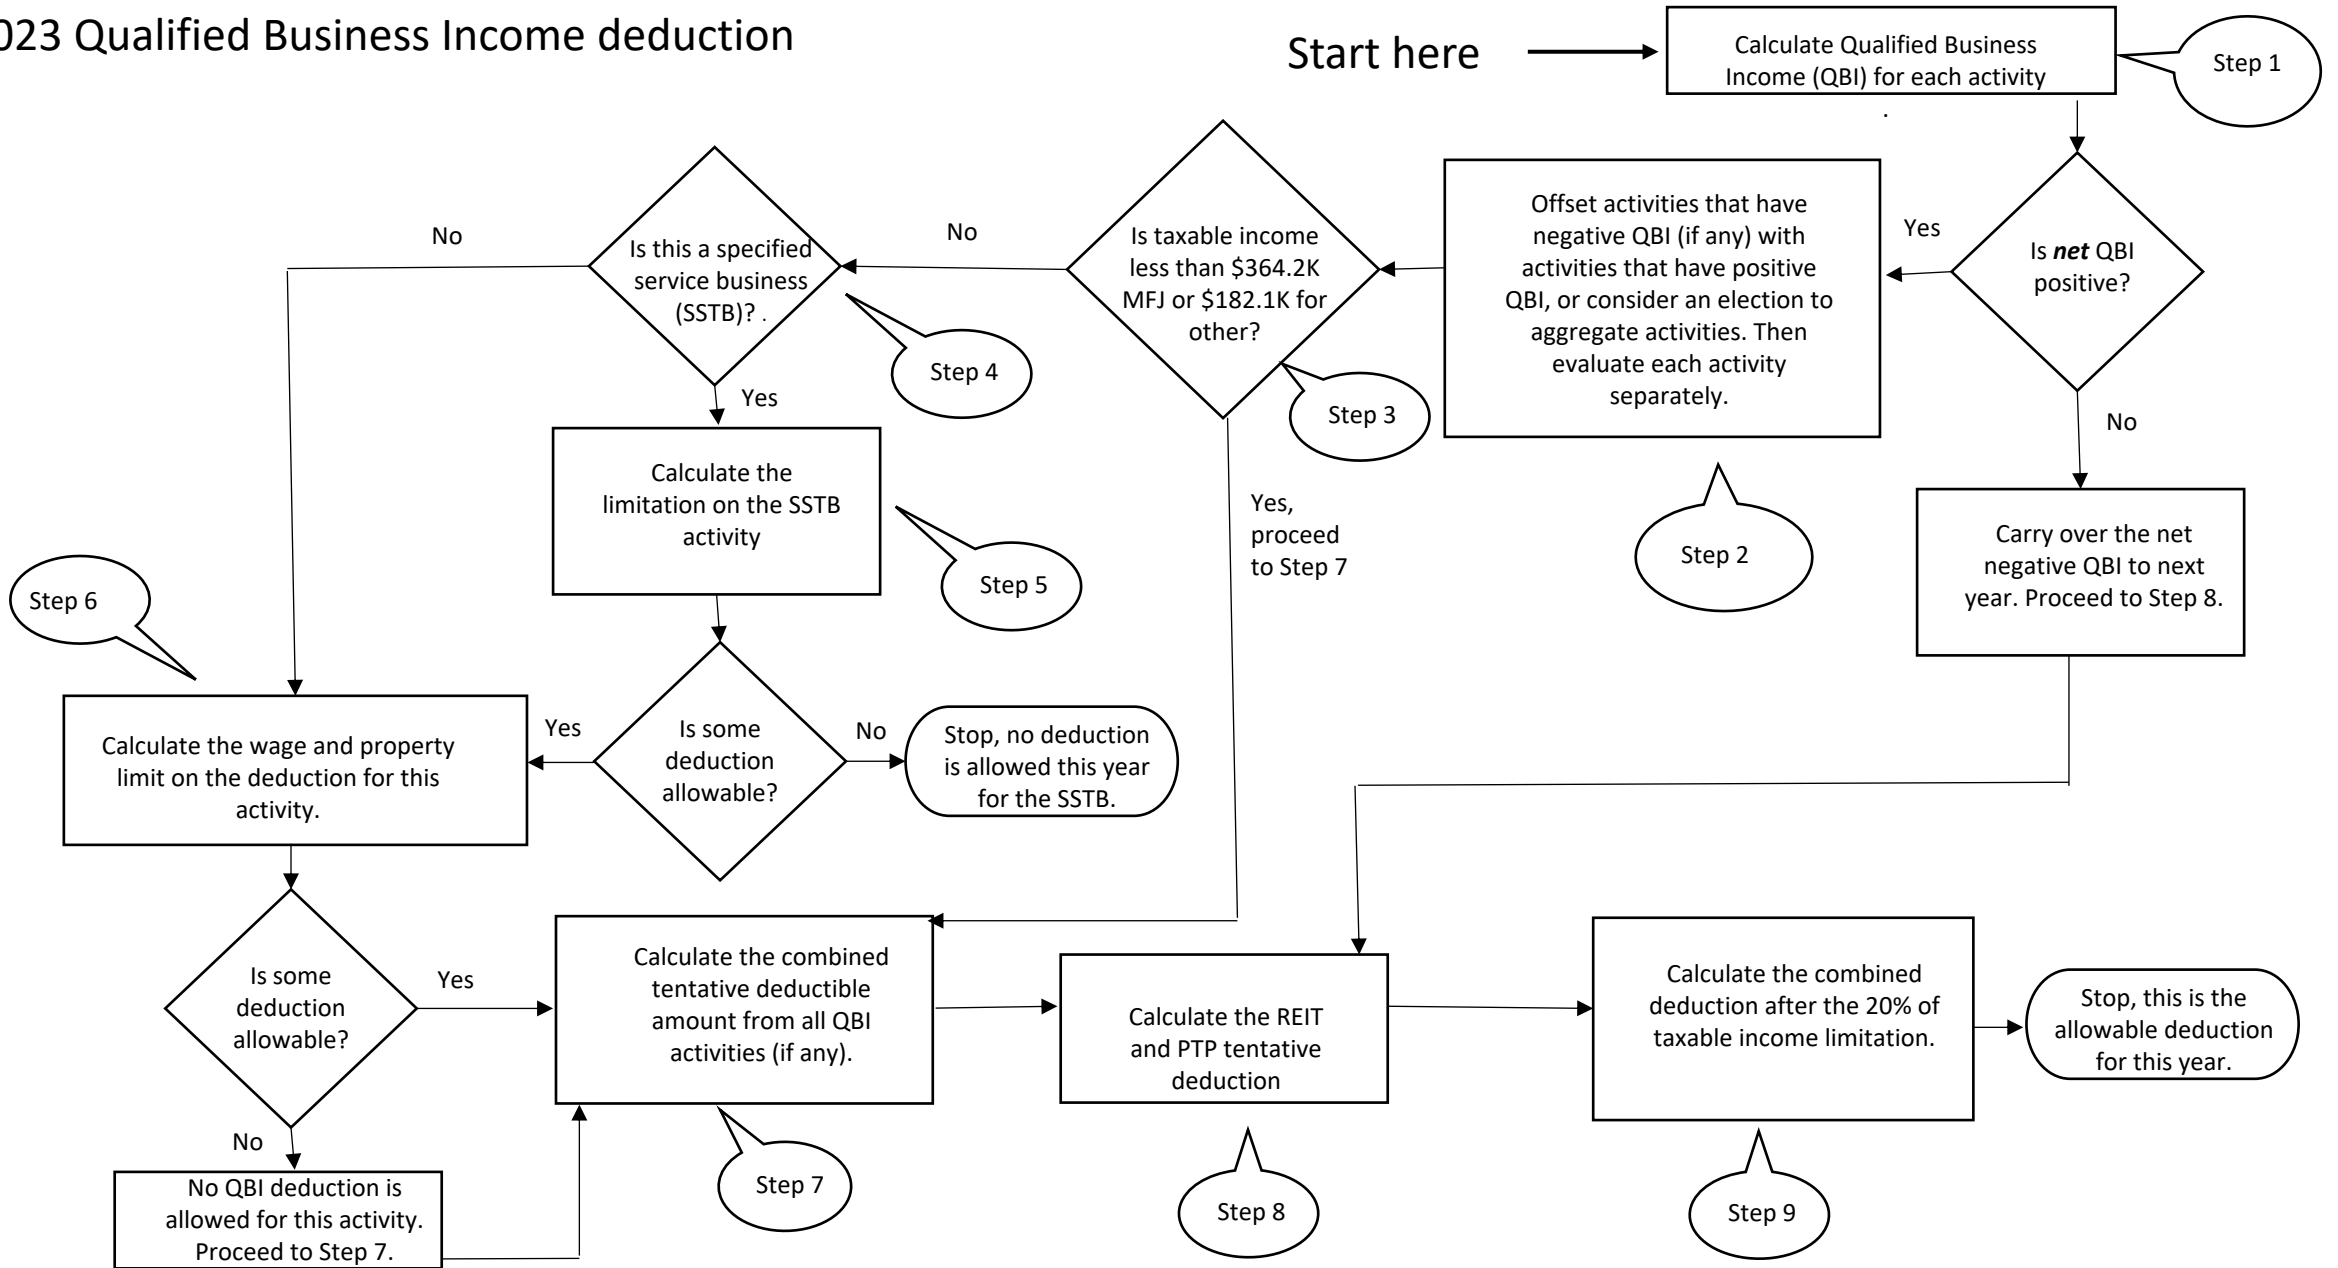 023 Qualified Business Income deduction
Start here
Calculate Qualified Business
Income (QBI) for each activity
.
Step 1
Is net QBI
positive?
Yes
No
Offset activities that have
negative QBI (if any) with
activities that have positive
QBI, or consider an election to
aggregate activities. Then
evaluate each activity
separately.
Step 2
Carry over the net
negative QBI to next
year. Proceed to Step 8.
Is taxable income
less than $364.2K
MFJ or $182.1K for
other?
Step 3
No
Yes,
proceed
to Step 7
Is this a specified
service business
(SSTB)? .
Step 4
No
Yes
Calculate the
limitation on the SSTB
activity
Step 5
Is some
deduction
allowable?
Yes
No
Stop, no deduction
is allowed this year
for the SSTB.
Step 6
Calculate the wage and property
limit on the deduction for this
activity.
Is some
deduction
allowable?
Yes
No
No QBI deduction is
allowed for this activity.
Proceed to Step 7.
Calculate the combined
tentative deductible
amount from all QBI
activities (if any).
Step 7
Calculate the REIT
and PTP tentative
deduction
Step 8
Calculate the combined
deduction after the 20% of
taxable income limitation.
Step 9
Stop, this is the
allowable deduction
for this year.